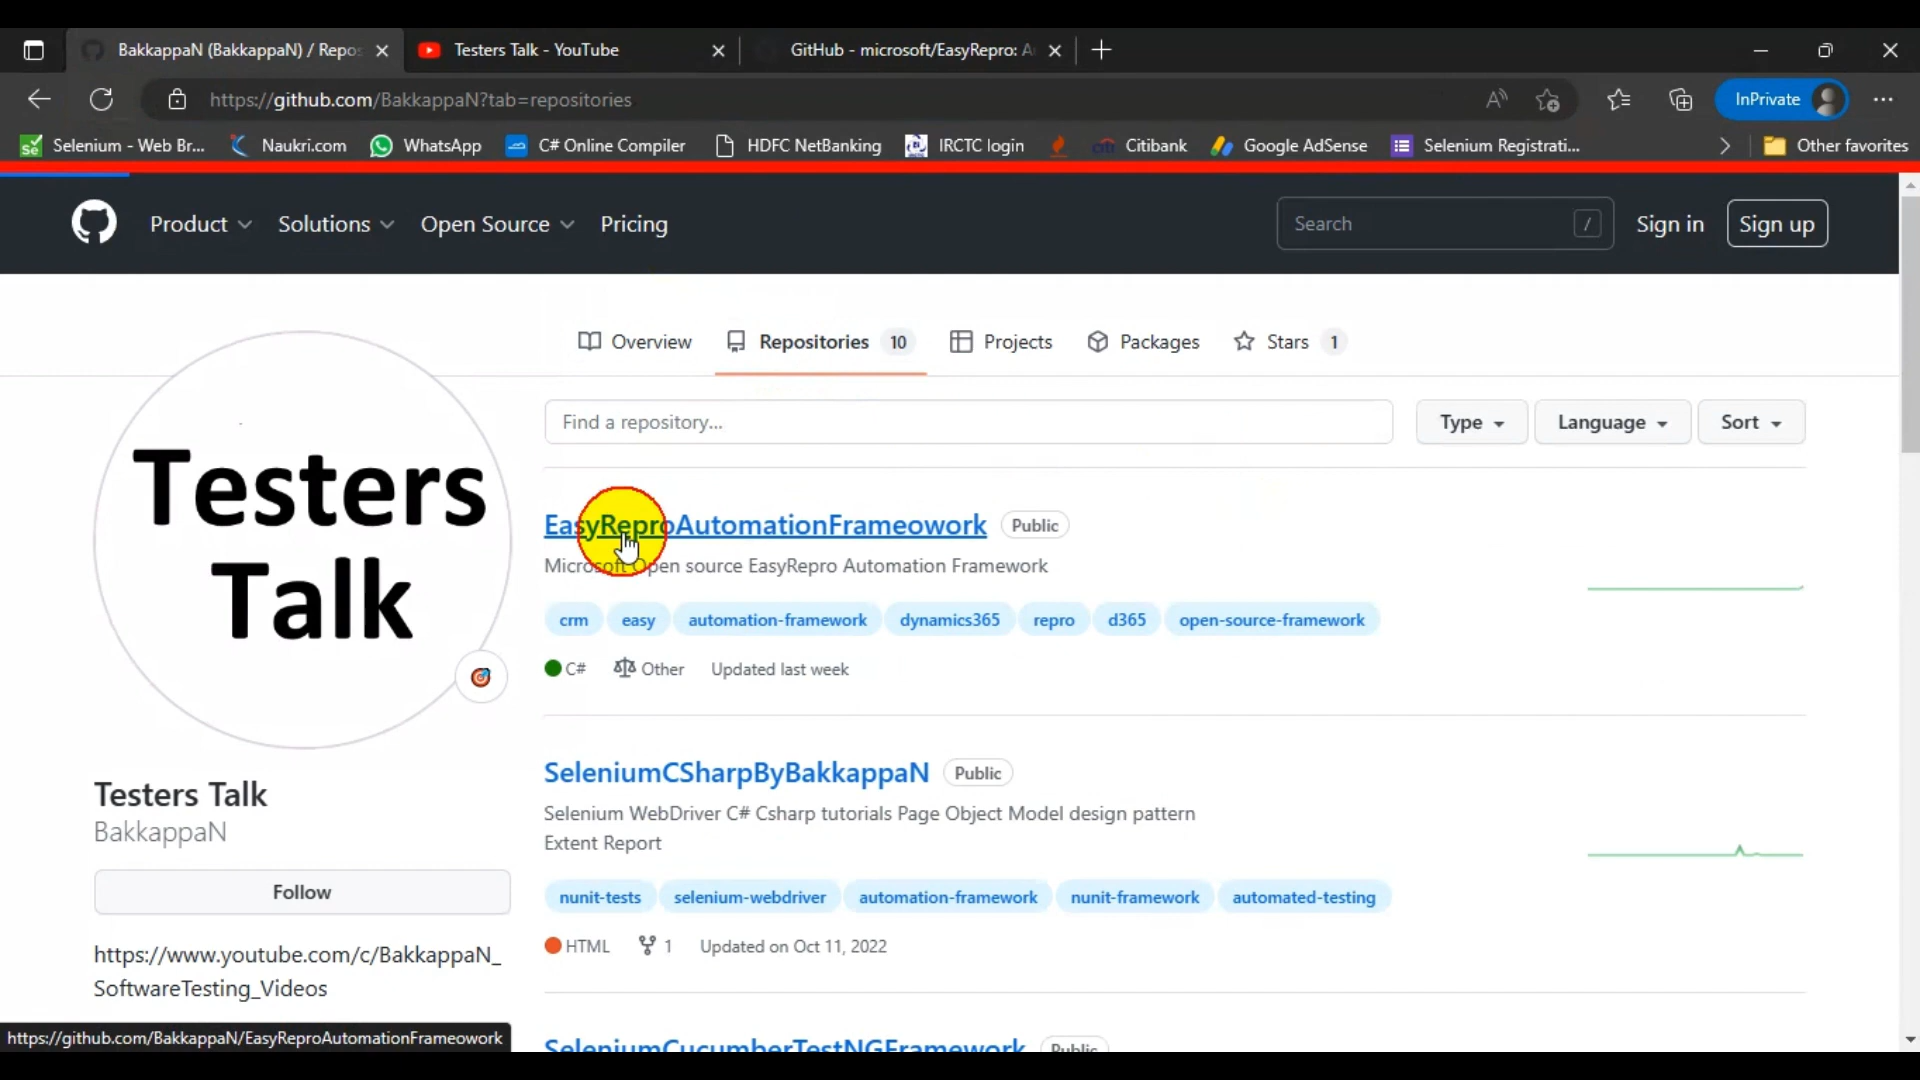 BakkappaN (BakkappaN) / Repos
Testers Talk - YouTube
GitHub - microsoft/EasyRepro: A
https://github.com/BakkappaN?tab=repositories
InPrivate
Selenium - Web Br...
Naukri.com
WhatsApp
C# Online Compiler
HDFC NetBanking
IRCTC login
Citibank
Google AdSense
Selenium Registrati...
Other favorites
Product
Solutions
Open Source
Pricing
Search /
Sign in
Sign up
Overview
Repositories 10
Projects
Packages
Stars 1
Find a repository...
Type
Language
Sort
Testers
Talk
EasyReproAutomationFrameowork Public
Microsoft Open source EasyRepro Automation Framework
crm easy automation-framework dynamics365 repro d365 open-source-framework
C# Other Updated last week
SeleniumCSharpByBakkappaN Public
Selenium WebDriver C# Csharp tutorials Page Object Model design pattern
Extent Report
nunit-tests selenium-webdriver automation-framework nunit-framework automated-testing
HTML 1 Updated on Oct 11, 2022
SeleniumCucumberTestNGFramework Public
Testers Talk
BakkappaN
Follow
https://www.youtube.com/c/BakkappaN_
SoftwareTesting_Videos
https://github.com/BakkappaN/EasyReproAutomationFrameowork